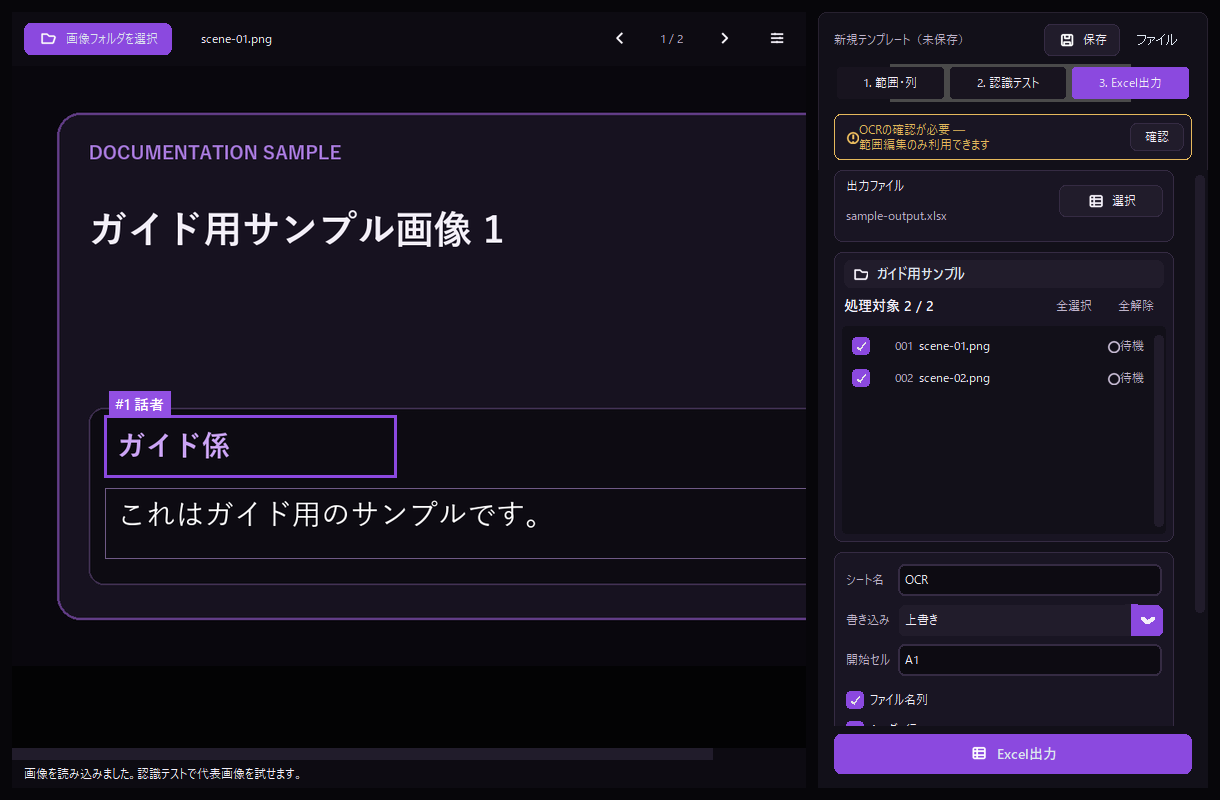 画像フォルダを選択
scene-01.png
1 / 2
DOCUMENTATION SAMPLE
ガイド用サンプル画像 1
#1 話者
ガイド係
これはガイド用のサンプルです。
画像を読み込みました。認識テストで代表画像を試せます。
新規テンプレート（未保存）
保存
ファイル
1. 範囲・列
2. 認識テスト
3. Excel出力
OCRの確認が必要 —
範囲編集のみ利用できます
確認
出力ファイル
選択
sample-output.xlsx
ガイド用サンプル
処理対象 2 / 2
全選択
全解除
001 scene-01.png
待機
002 scene-02.png
待機
シート名
OCR
書き込み
上書き
開始セル
A1
ファイル名列
Excel出力